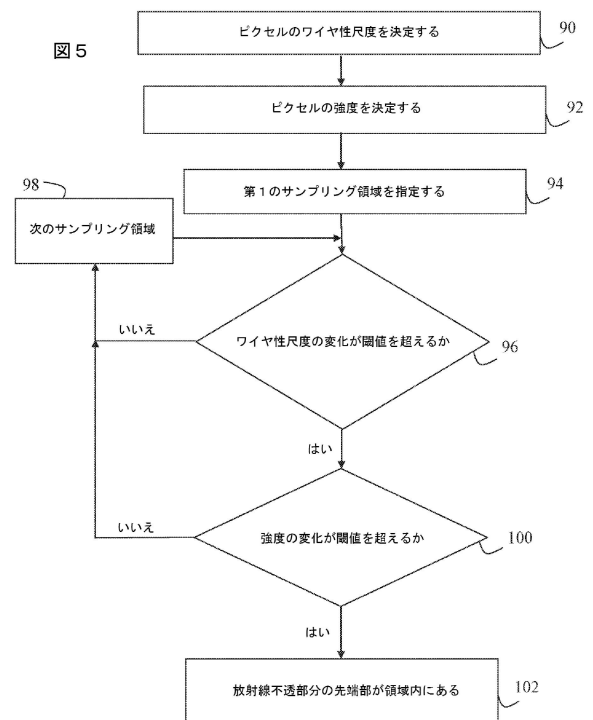 図５
ピクセルのワイヤ性尺度を決定する
90
ピクセルの強度を決定する
92
第１のサンプリング領域を指定する
94
98
次のサンプリング領域
ワイヤ性尺度の変化が閾値を超えるか
96
いいえ
はい
強度の変化が閾値を超えるか
100
いいえ
はい
放射線不透部分の先端部が領域内にある
102